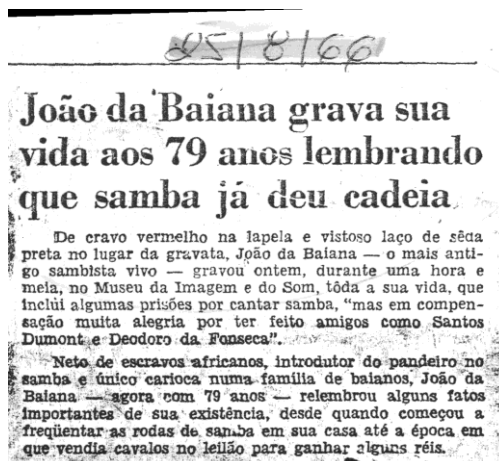 25/8/66
João da Baiana grava sua
vida aos 79 anos lembrando
que samba já deu cadeia
De cravo vermelho na lapela e vistoso laço de sêda
preta no lugar da gravata, João da Baiana — o mais anti-
go sambista vivo — gravou ontem, durante uma hora e
meia, no Museu da Imagem e do Som, tôda a sua vida, que
inclui algumas prisões por cantar samba, "mas em compen-
sação muita alegria por ter feito amigos como Santos
Dumont e Deodoro da Fonseca".
Neto de escravos africanos, introdutor do pandeiro no
samba e único carioca numa família de baianos, João da
Baiana — agora com 79 anos — relembrou alguns fatos
importantes de sua existência, desde quando começou a
freqüentar as rodas de samba em sua casa até a época em
que vendia cavalos no leilão para ganhar alguns réis.